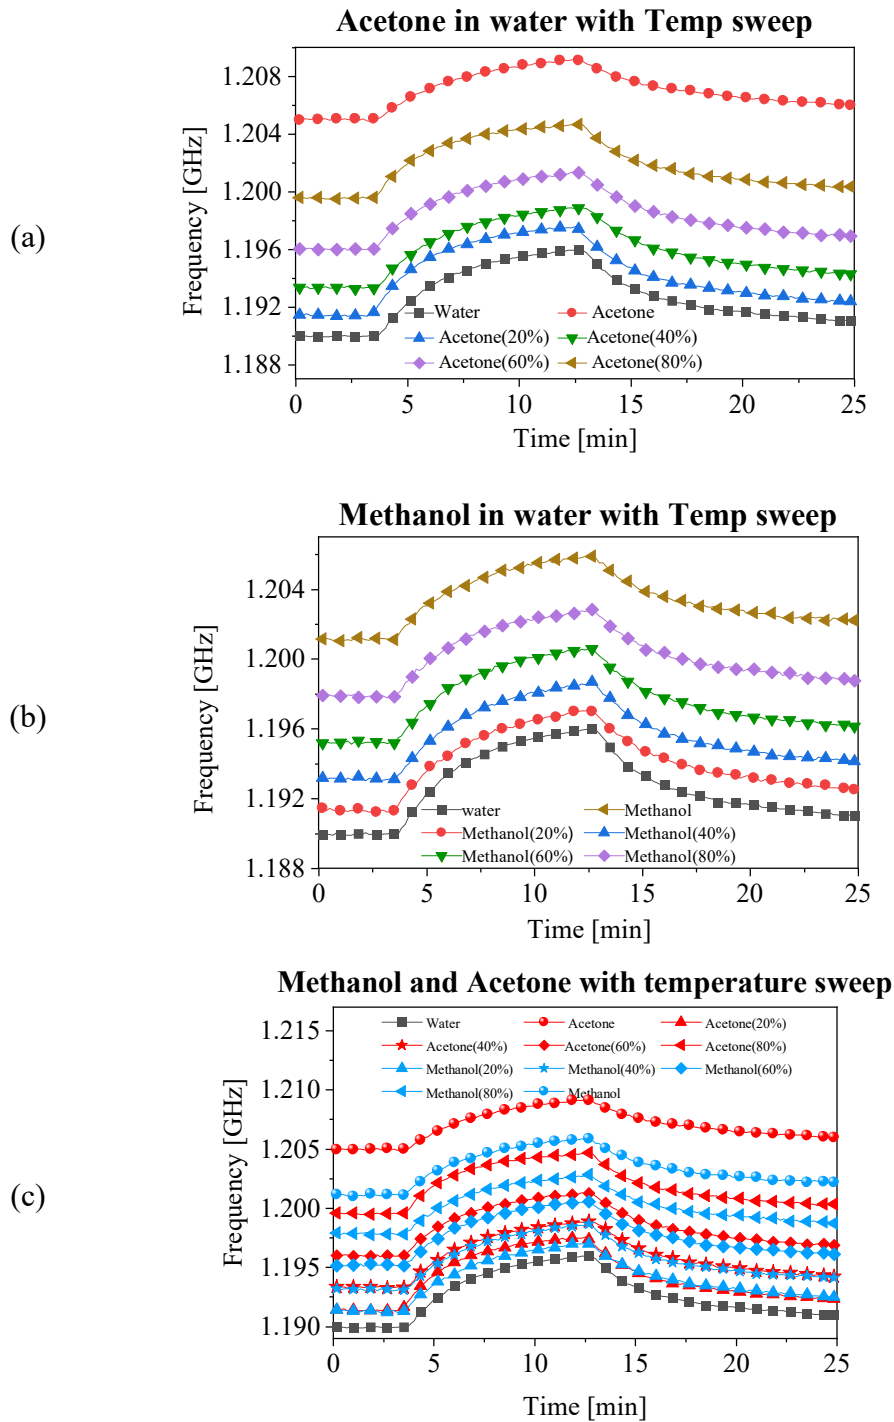 Acetone in water with Temp sweep
(a)
Frequency [GHz]
1.208
1.204
1.200
1.196
1.192
1.188
Water
Acetone
Acetone(20%)
Acetone(40%)
Acetone(60%)
Acetone(80%)
0 5 10 15 20 25
Time [min]
Methanol in water with Temp sweep
(b)
Frequency [GHz]
1.204
1.200
1.196
1.192
1.188
water
Methanol
Methanol(20%)
Methanol(40%)
Methanol(60%)
Methanol(80%)
0 5 10 15 20 25
Time [min]
Methanol and Acetone with temperature sweep
(c)
Frequency [GHz]
1.215
1.210
1.205
1.200
1.195
1.190
Water
Acetone
Acetone(20%)
Acetone(40%)
Acetone(60%)
Acetone(80%)
Methanol(20%)
Methanol(40%)
Methanol(60%)
Methanol(80%)
Methanol
0 5 10 15 20 25
Time [min]